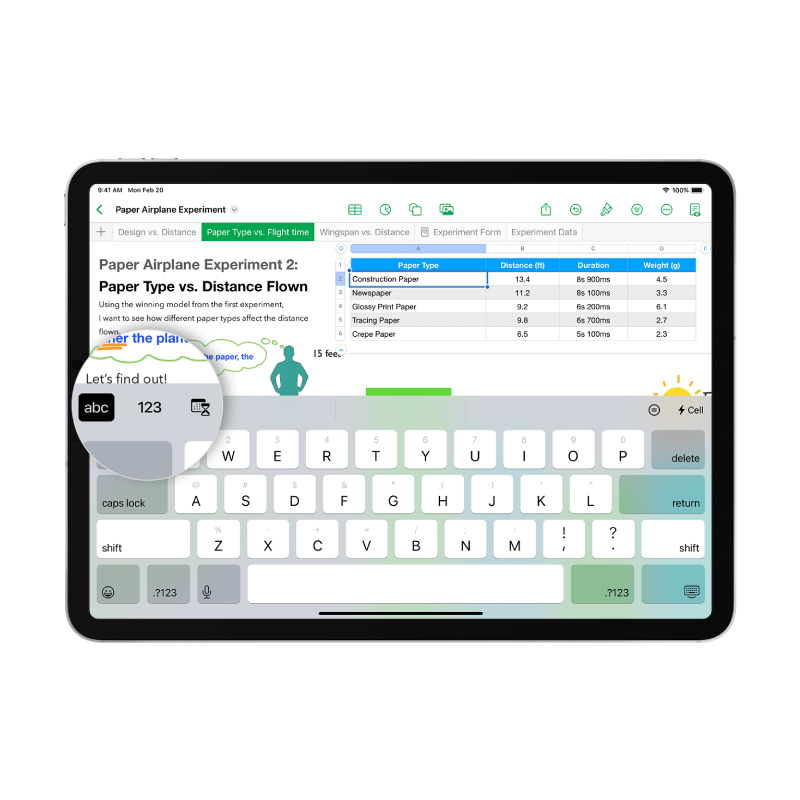 9:41 AM Mon Feb 20
100%
Paper Airplane Experiment
Design vs. Distance
Paper Type vs. Flight time
Wingspan vs. Distance
Experiment Form
Experiment Data
Paper Airplane Experiment 2:
Paper Type vs. Distance Flown
Using the winning model from the first experiment,
I want to see how different paper types affect the distance
flown.
A B C D
Paper Type Distance (ft) Duration Weight (g)
1
2 Construction Paper 13.4 8s 900ms 4.5
3 Newspaper 11.2 8s 100ms 3.3
4 Glossy Print Paper 9.2 6s 200ms 6.1
5 Tracing Paper 9.8 6s 700ms 2.7
6 Crepe Paper 6.5 5s 100ms 2.3
the paper, the
15 feet
Let's find out!
abc 123
Cell
2 3 4 5 6 7 8 9 0
W E R T Y U I O P
delete
@ # $ & * ( ) ' "
caps lock A S D F G H J K L return
% - + = / ; :
shift Z X C V B N M ! , ? . shift
.?123
.?123